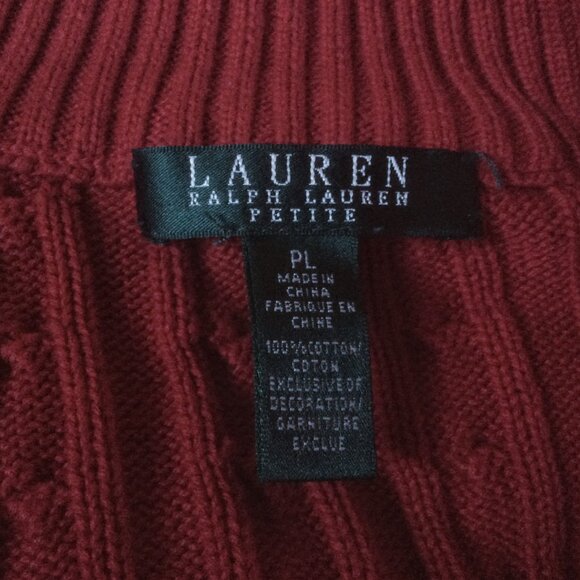 LAUREN
RALPH LAUREN
PETITE
PL
MADE IN
CHINA
FABRIQUE EN
CHINE
100% COTTON/
COTON
EXCLUSIVE OF
DECORATION/
GARNITURE
EXCLUE